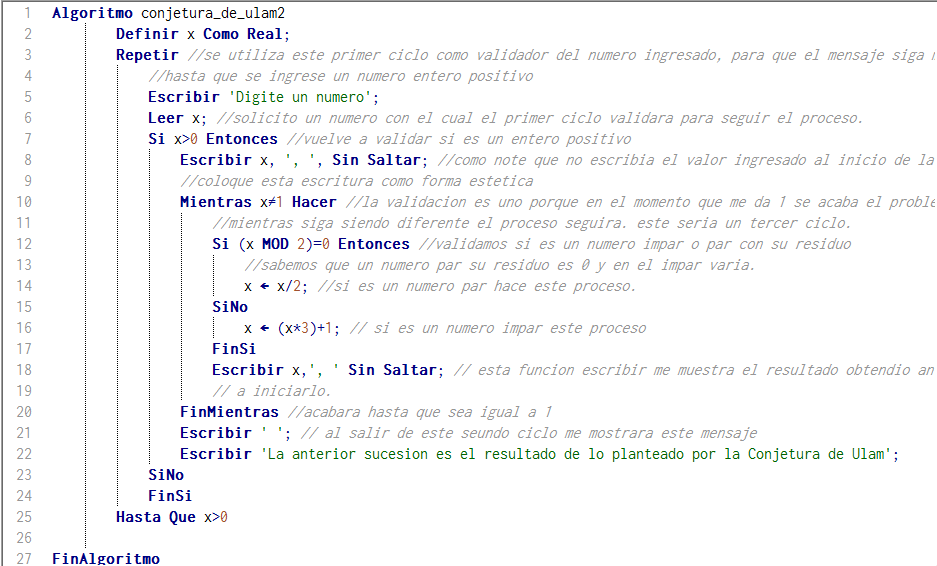 1 Algoritmo conjetura_de_ulam2
2 Definir x Como Real;
3 Repetir //se utiliza este primer ciclo como validador del numero ingresado, para que el mensaje siga
4 //hasta que se ingrese un numero entero positivo
5 Escribir 'Digite un numero';
6 Leer x; //solicito un numero con el cual el primer ciclo validara para seguir el proceso.
7 Si x>0 Entonces //vuelve a validar si es un entero positivo
8 Escribir x, ', ', Sin Saltar; //como note que no escribia el valor ingresado al inicio de la
9 //coloque esta escritura como forma estetica
10 Mientras x≠1 Hacer //la validacion es uno porque en el momento que me da 1 se acaba el proble
11 //mientras siga siendo diferente el proceso seguira. este seria un tercer ciclo.
12 Si (x MOD 2)=0 Entonces //validamos si es un numero impar o par con su residuo
13 //sabemos que un numero par su residuo es 0 y en el impar varia.
14 x ← x/2; //si es un numero par hace este proceso.
15 SiNo
16 x ← (x*3)+1; // si es un numero impar este proceso
17 FinSi
18 Escribir x,', ' Sin Saltar; // esta funcion escribir me muestra el resultado obtendio an
19 // a iniciarlo.
20 FinMientras //acabara hasta que sea igual a 1
21 Escribir ' '; // al salir de este seundo ciclo me mostrara este mensaje
22 Escribir 'La anterior sucesion es el resultado de lo planteado por la Conjetura de Ulam';
23 SiNo
24 FinSi
25 Hasta Que x>0
26
27 FinAlgoritmo